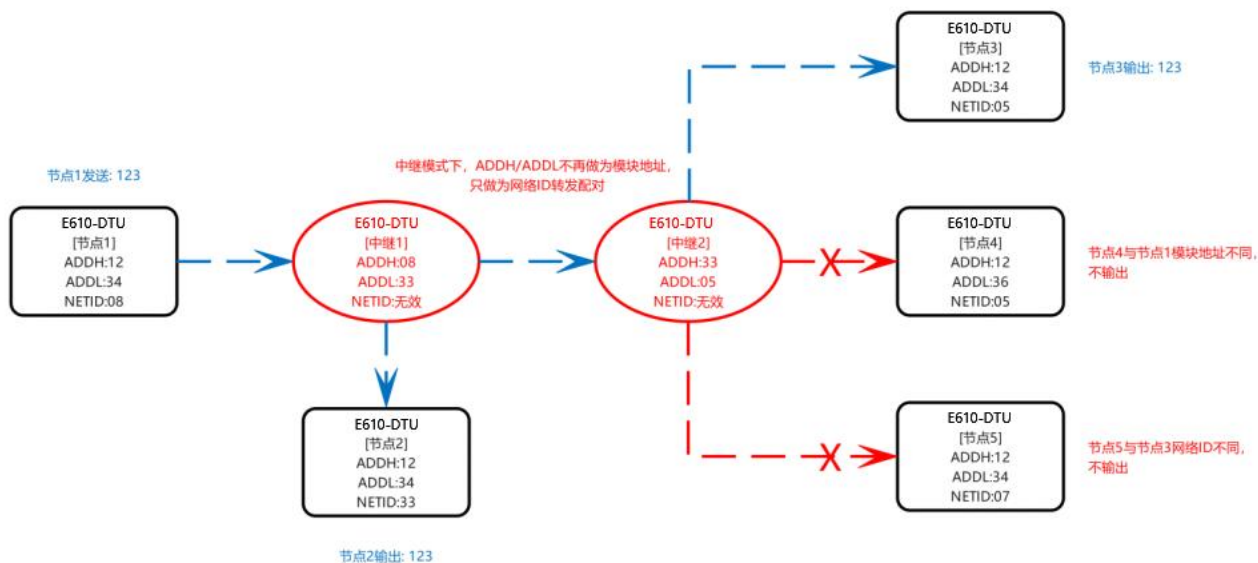 E610-DTU
[节点3]
ADDH:12
ADDL:34
NETID:05
节点3输出: 123
中继模式下，ADDH/ADDL不再做为模块地址，
只做为网络ID转发配对
节点1发送: 123
E610-DTU
[节点1]
ADDH:12
ADDL:34
NETID:08
E610-DTU
[中继1]
ADDH:08
ADDL:33
NETID:无效
E610-DTU
[中继2]
ADDH:33
ADDL:05
NETID:无效
X
E610-DTU
[节点4]
ADDH:12
ADDL:36
NETID:05
节点4与节点1模块地址不同，
不输出
E610-DTU
[节点2]
ADDH:12
ADDL:34
NETID:33
节点2输出: 123
X
E610-DTU
[节点5]
ADDH:12
ADDL:34
NETID:07
节点5与节点3网络ID不同，
不输出